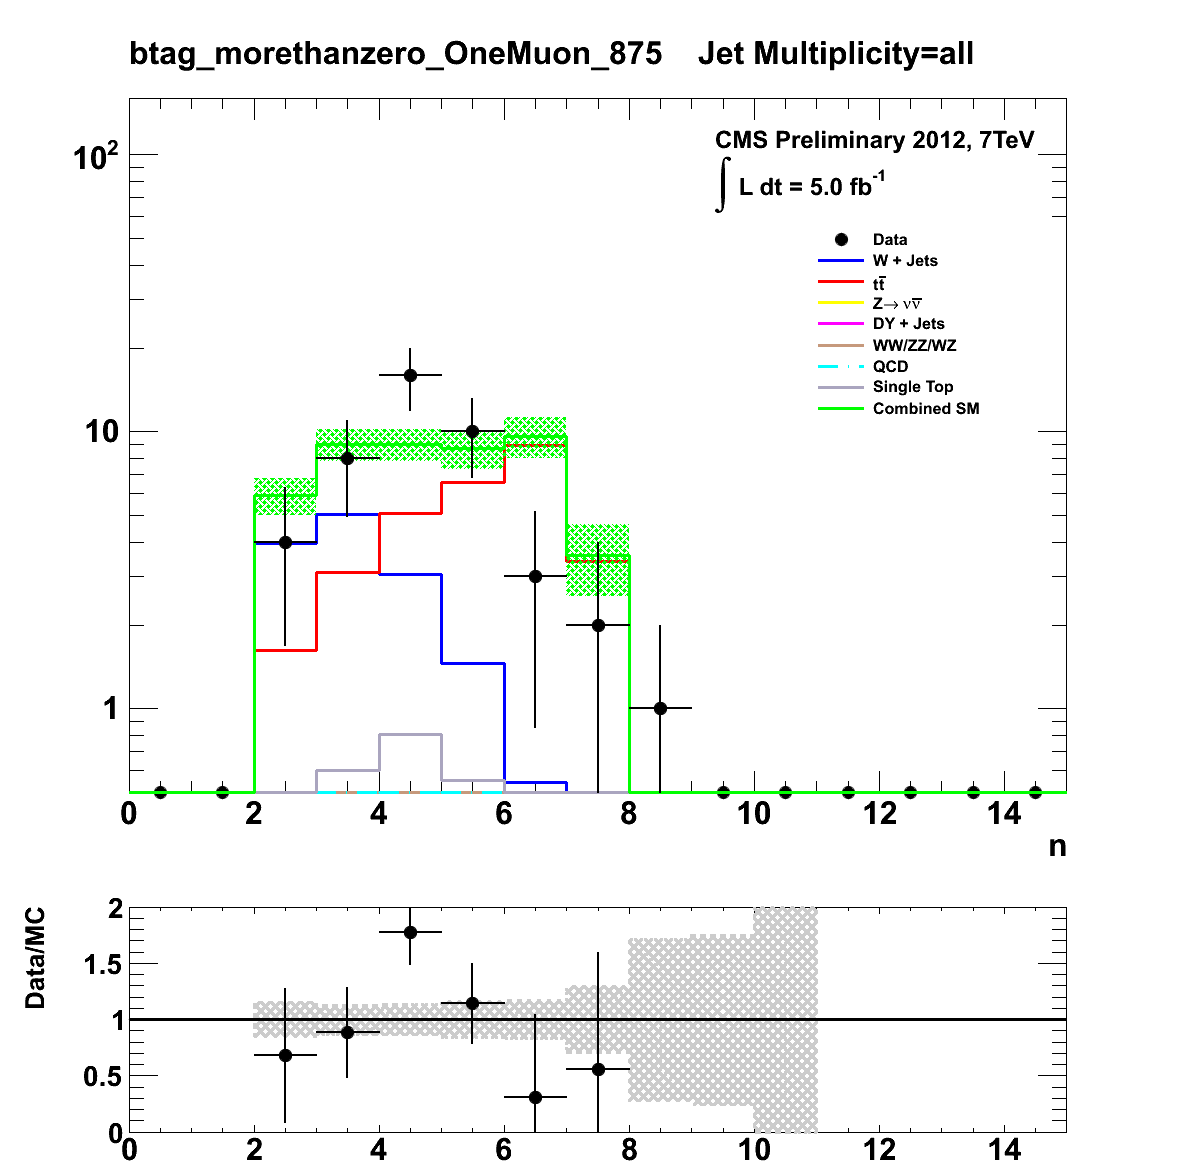 btag_morethanzero_OneMuon_875 Jet Multiplicity=all
CMS Preliminary 2012, 7TeV
∫ L dt = 5.0 fb⁻¹
Data
W + Jets
tt̅
Z→ νν̅
DY + Jets
WW/ZZ/WZ
QCD
Single Top
Combined SM
10²
10
1
0 2 4 6 8 10 12 14
n
Data/MC
2
1.5
1
0.5
0
0 2 4 6 8 10 12 14